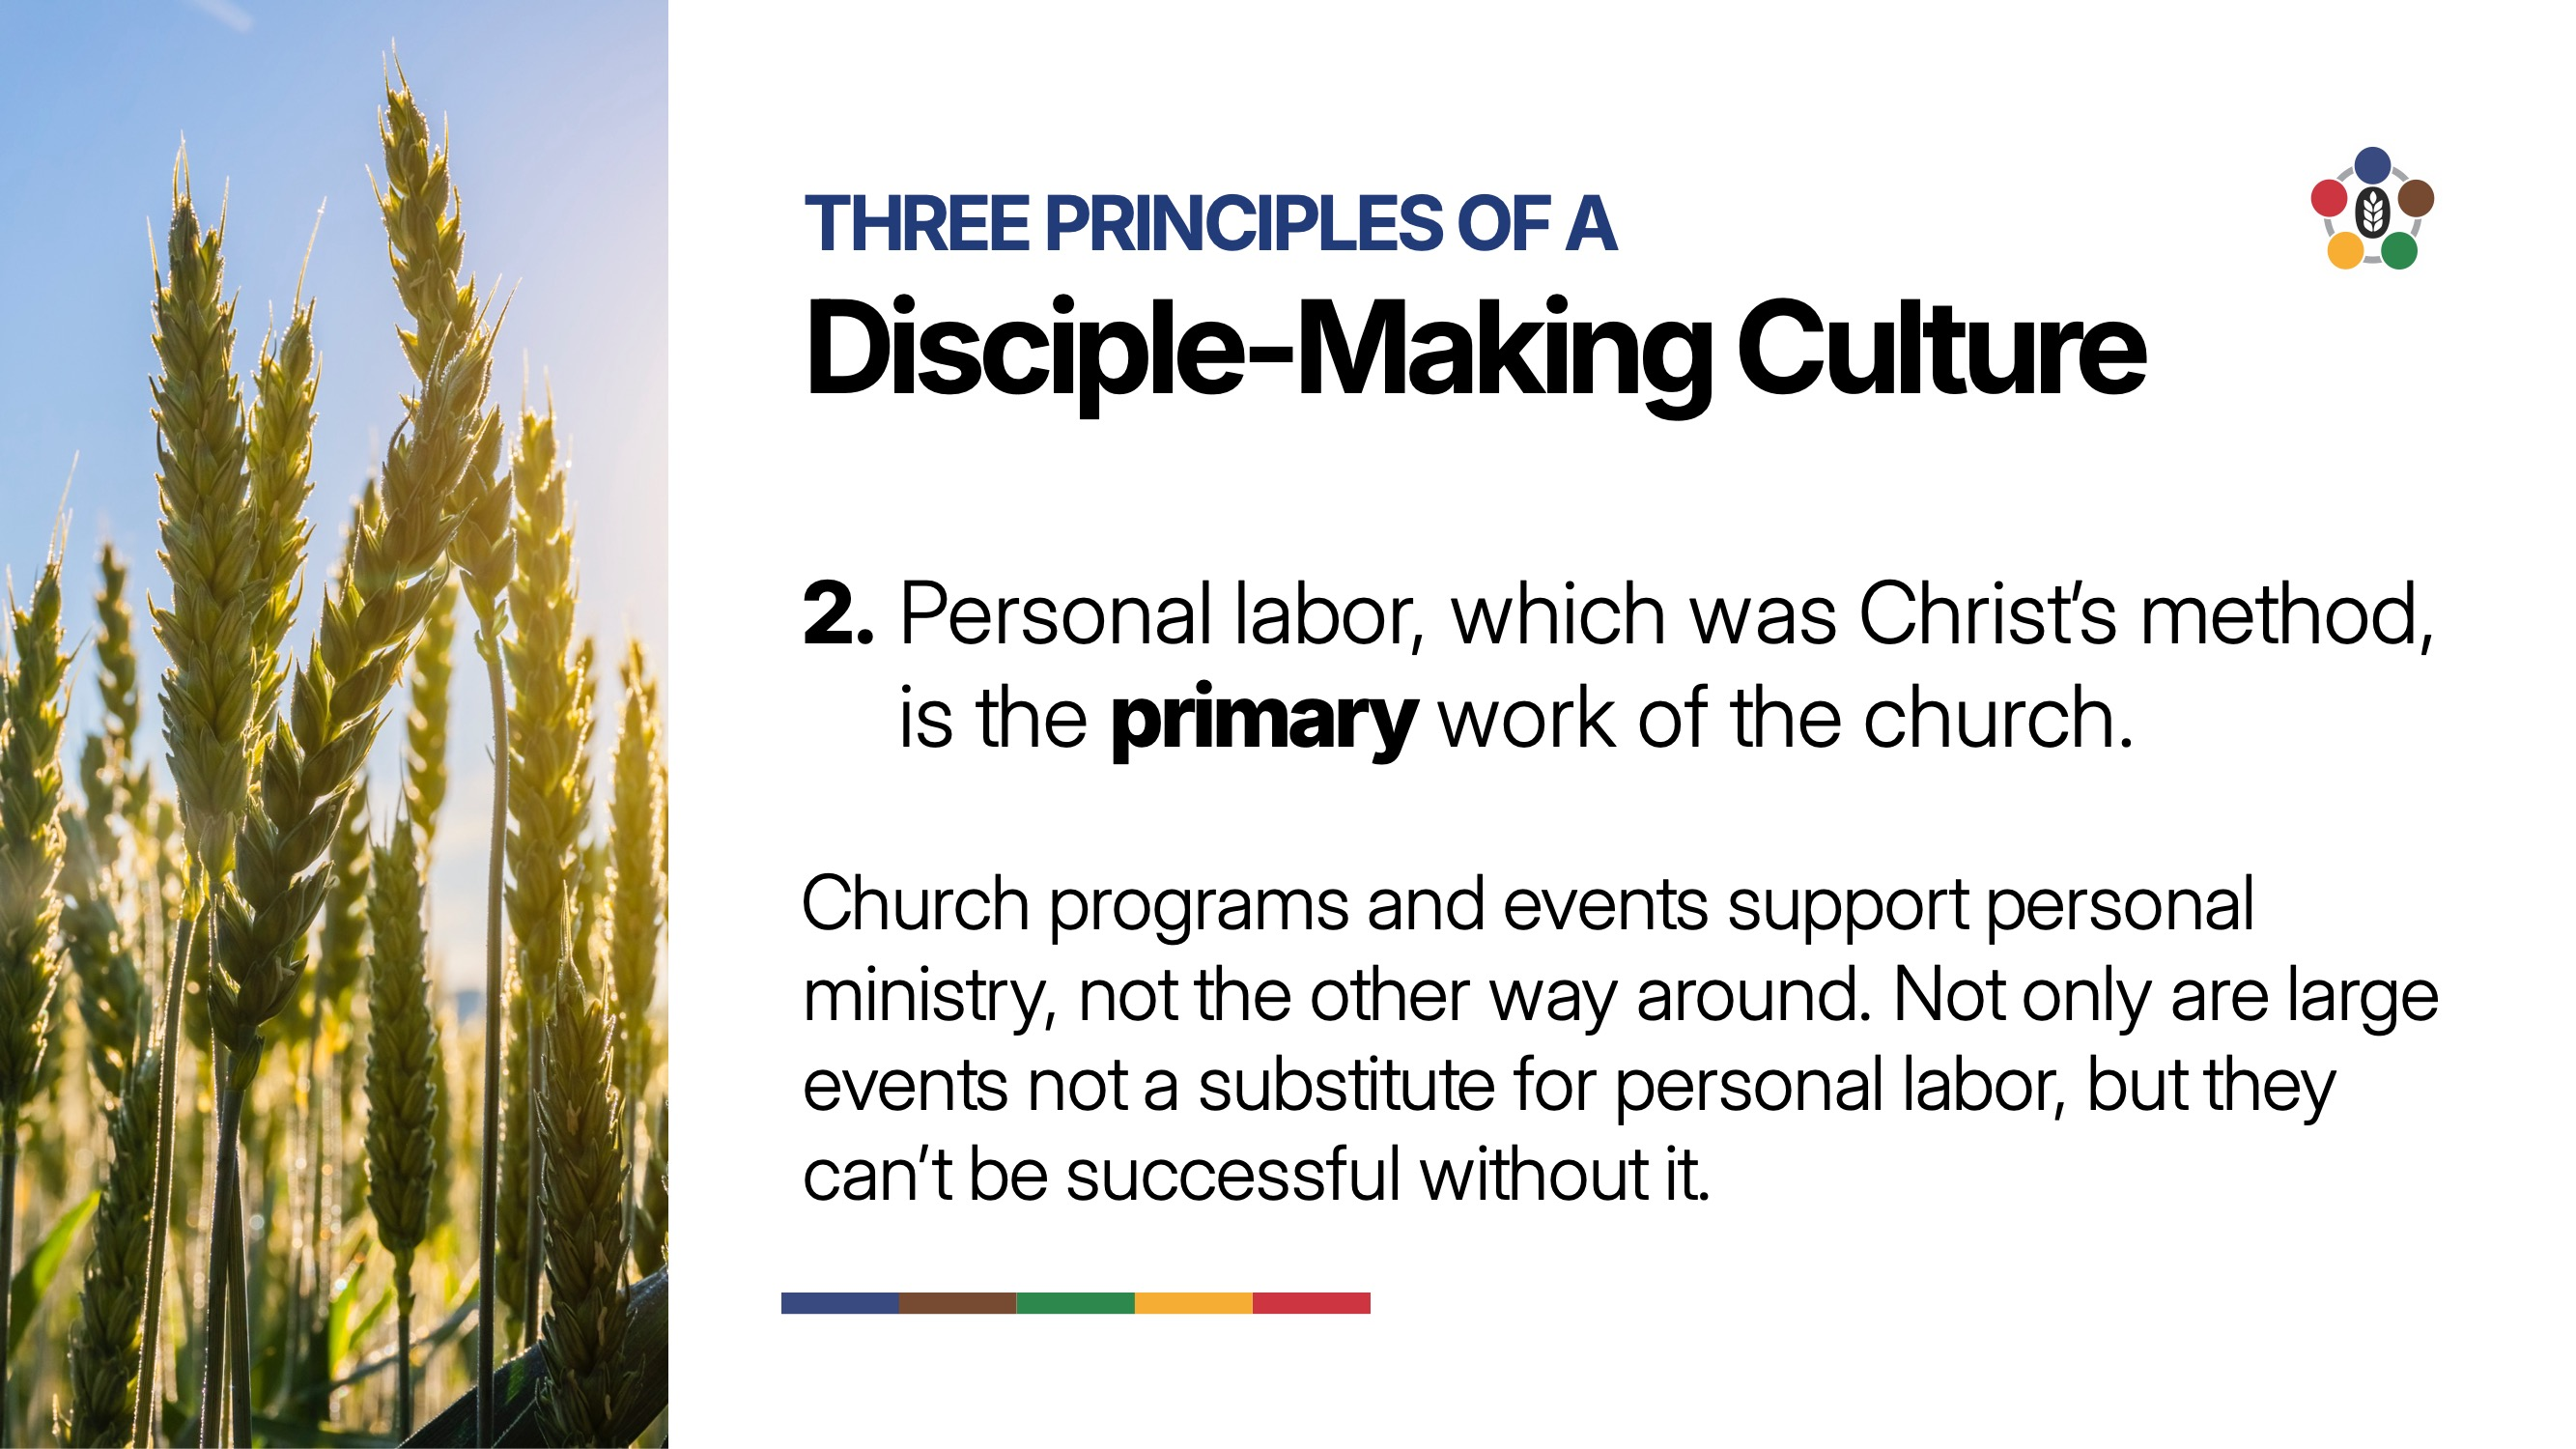 THREE PRINCIPLES OF A
Disciple-Making Culture
2. Personal labor, which was Christ’s method,
is the primary work of the church.
Church programs and events support personal
ministry, not the other way around. Not only are large
events not a substitute for personal labor, but they
can’t be successful without it.